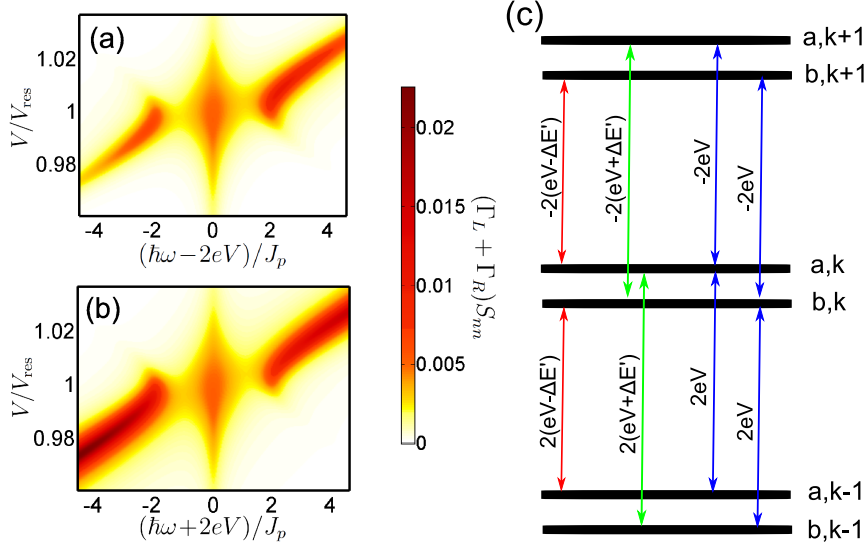 (a)
V/V_res
1.02
1
0.98
-4 -2 0 2 4
(ħω−2eV)/J_p
(b)
V/V_res
1.02
1
0.98
−4 −2 0 2 4
(ħω+2eV)/J_p
0.02
0.015
0.01
0.005
0
(Γ_L + Γ_R)S_nn
(c)
a,k+1
b,k+1
-2(eV-ΔE')
-2(eV+ΔE')
-2eV
-2eV
a,k
b,k
2(eV-ΔE')
2(eV+ΔE')
2eV
2eV
a,k-1
b,k-1